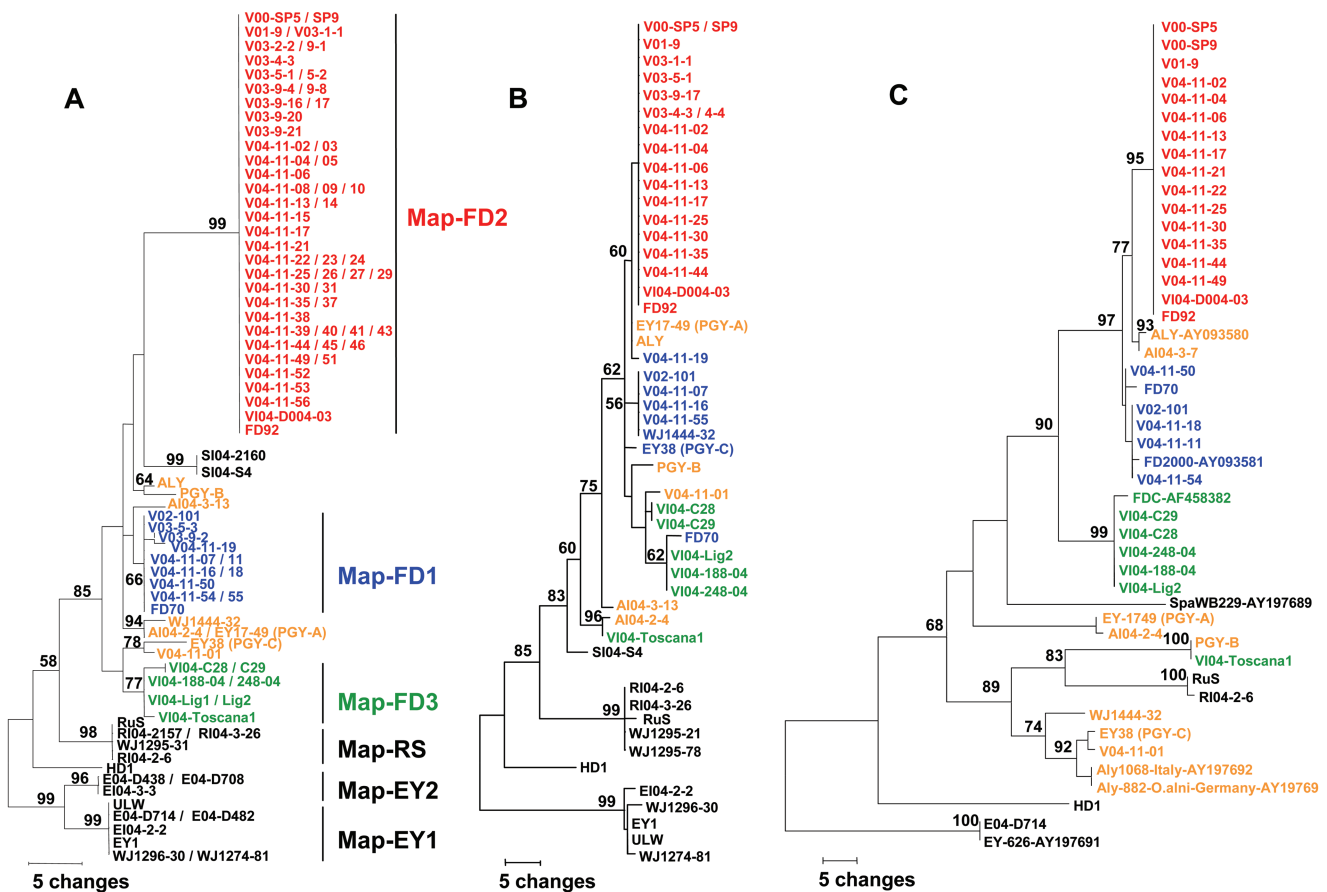 A
V00-SP5 / SP9
V01-9 / V03-1-1
V03-2-2 / 9-1
V03-4-3
V03-5-1 / 5-2
V03-9-4 / 9-8
V03-9-16 / 17
V03-9-20
V03-9-21
V04-11-02 / 03
V04-11-04 / 05
V04-11-06
V04-11-08 / 09 / 10
V04-11-13 / 14
V04-11-15
V04-11-17
V04-11-21
V04-11-22 / 23 / 24
V04-11-25 / 26 / 27 / 29
V04-11-30 / 31
V04-11-35 / 37
V04-11-38
V04-11-39 / 40 / 41 / 43
V04-11-44 / 45 / 46
V04-11-49 / 51
V04-11-52
V04-11-53
V04-11-56
VI04-D004-03
FD92
99
Map-FD2
SI04-2160
99
SI04-S4
64
ALY
PGY-B
AI04-3-13
V02-101
V03-5-3
V03-9-2
V04-11-19
V04-11-07 / 11
V04-11-16 / 18
66
V04-11-50
V04-11-54 / 55
FD70
Map-FD1
85
94
WJ1444-32
AI04-2-4 / EY17-49 (PGY-A)
78
EY38 (PGY-C)
V04-11-01
58
VI04-C28 / C29
77
VI04-188-04 / 248-04
VI04-Lig1 / Lig2
VI04-Toscana1
Map-FD3
RuS
98
RI04-2157 / RI04-3-26
WJ1295-31
RI04-2-6
Map-RS
HD1
96
E04-D438 / E04-D708
EI04-3-3
Map-EY2
99
ULW
99
E04-D714 / E04-D482
EI04-2-2
EY1
WJ1296-30 / WJ1274-81
Map-EY1
5 changes
B
V00-SP5 / SP9
V01-9
V03-1-1
V03-5-1
V03-9-17
V03-4-3 / 4-4
V04-11-02
V04-11-04
V04-11-06
V04-11-13
V04-11-17
V04-11-25
V04-11-30
V04-11-35
V04-11-44
VI04-D004-03
FD92
60
EY17-49 (PGY-A)
ALY
V04-11-19
62
V02-101
V04-11-07
56
V04-11-16
V04-11-55
WJ1444-32
EY38 (PGY-C)
PGY-B
75
V04-11-01
VI04-C28
VI04-C29
FD70
62
VI04-Lig2
VI04-188-04
VI04-248-04
60
83
AI04-3-13
96
AI04-2-4
VI04-Toscana1
SI04-S4
85
RI04-2-6
RI04-3-26
99
RuS
WJ1295-21
WJ1295-78
HD1
EI04-2-2
99
WJ1296-30
EY1
ULW
WJ1274-81
5 changes
C
V00-SP5
V00-SP9
V01-9
V04-11-02
V04-11-04
V04-11-06
V04-11-13
V04-11-17
V04-11-21
V04-11-22
V04-11-25
V04-11-30
V04-11-35
V04-11-44
V04-11-49
VI04-D004-03
FD92
95
77
97
93
ALY-AY093580
AI04-3-7
V04-11-50
FD70
V02-101
V04-11-18
V04-11-11
FD2000-AY093581
V04-11-54
90
FDC-AF458382
VI04-C29
99
VI04-C28
VI04-248-04
VI04-188-04
VI04-Lig2
SpaWB229-AY197689
68
EY-1749 (PGY-A)
AI04-2-4
100
PGY-B
83
VI04-Toscana1
89
100
RuS
RI04-2-6
WJ1444-32
74
EY38 (PGY-C)
92
V04-11-01
Aly1068-Italy-AY197692
Aly-882-O.alni-Germany-AY19769
HD1
100
E04-D714
EY-626-AY197691
5 changes